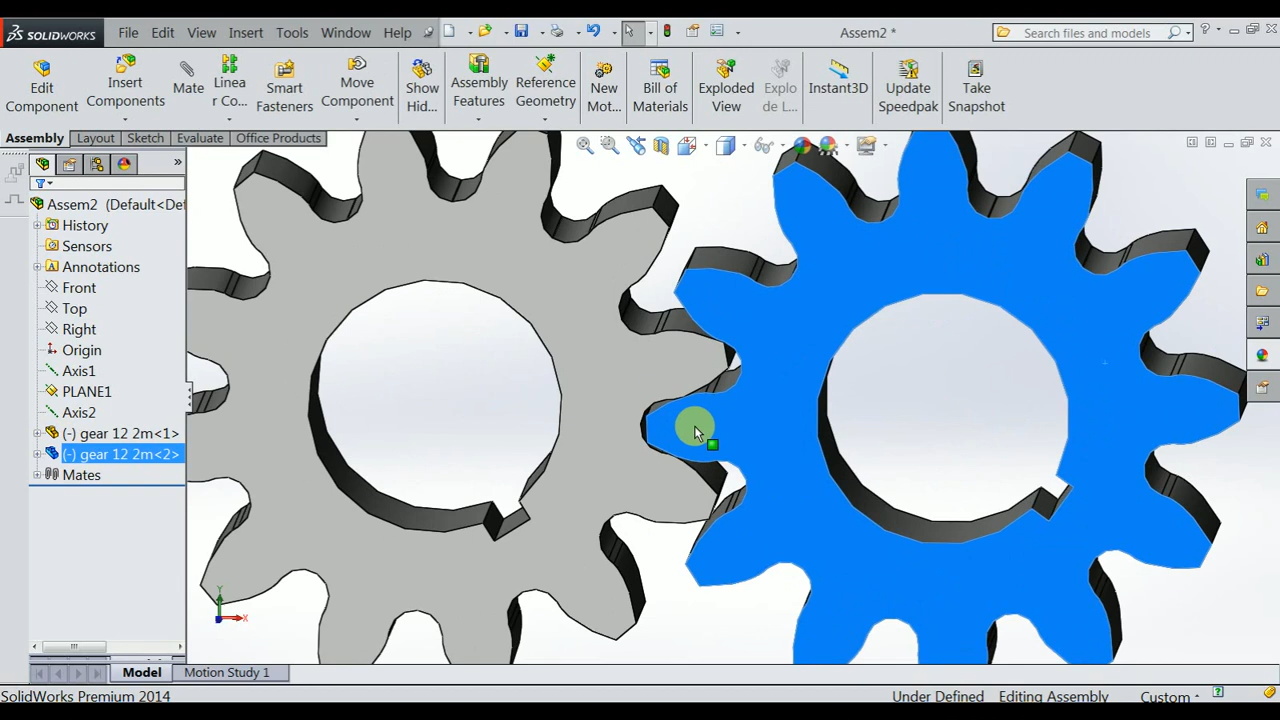 SOLIDWORKS File Edit View Insert Tools Window Help Assem2 * Search files and models
Edit Component
Insert Components
Mate
Linea r Co...
Smart Fasteners
Move Component
Show Hid...
Assembly Features
Reference Geometry
New Mot...
Bill of Materials
Exploded View
Explo de L...
Instant3D
Update Speedpak
Take Snapshot
Assembly Layout Sketch Evaluate Office Products
Assem2 (Default<Def
History
Sensors
Annotations
Front
Top
Right
Origin
Axis1
PLANE1
Axis2
(-) gear 12 2m<1>
(-) gear 12 2m<2>
Mates
Y
X
Model Motion Study 1
SolidWorks Premium 2014 Under Defined Editing Assembly Custom